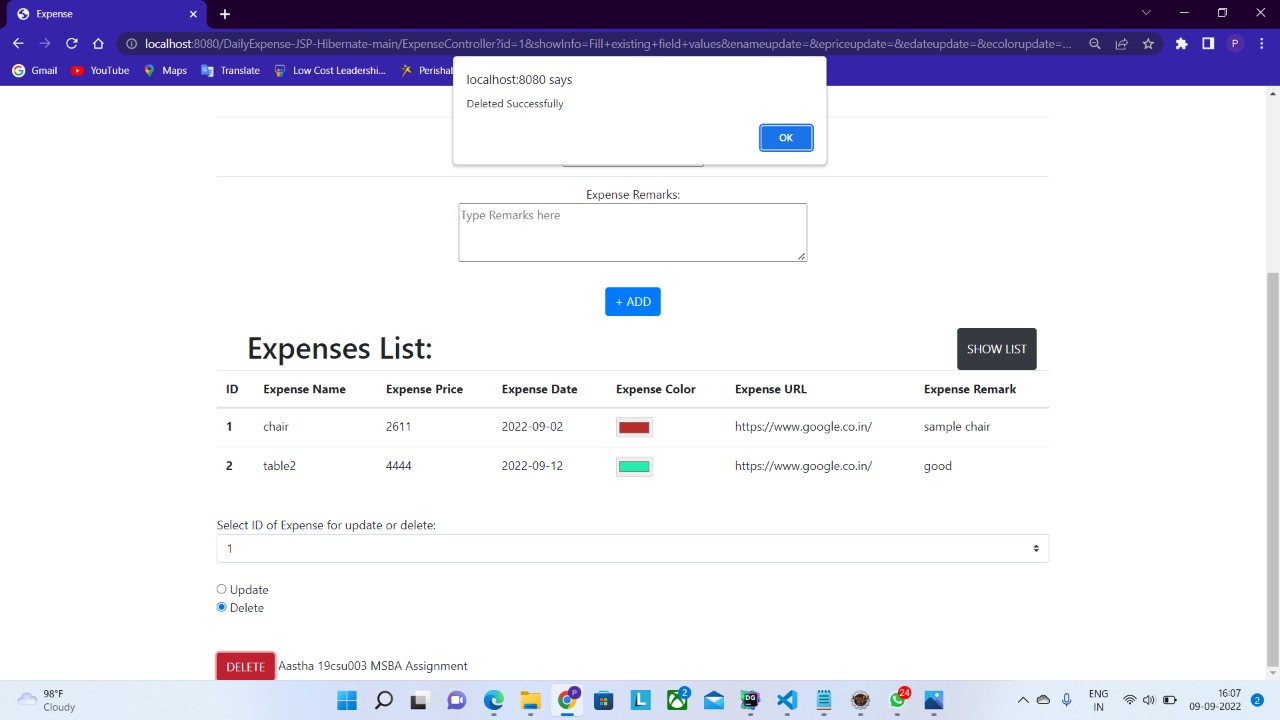 Expense
localhost:8080/DailyExpense-JSP-Hibernate-main/ExpenseController?id=1&showInfo=Fill+existing+field+values&enameupdate=&epriceupdate=&edateupdate=&ecolorupdate=...
P
Gmail YouTube Maps Translate Low Cost Leadershi... Perishab
localhost:8080 says
Deleted Successfully
OK
Expense Remarks:
Type Remarks here
+ ADD
Expenses List:
SHOW LIST
ID Expense Name Expense Price Expense Date Expense Color Expense URL Expense Remark
1 chair 2611 2022-09-02 https://www.google.co.in/ sample chair
2 table2 4444 2022-09-12 https://www.google.co.in/ good
Select ID of Expense for update or delete:
1
Update
Delete
DELETE Aastha 19csu003 MSBA Assignment
98°F
Cloudy
P
L
2
DG
24
ENG
IN
16:07
09-09-2022
2